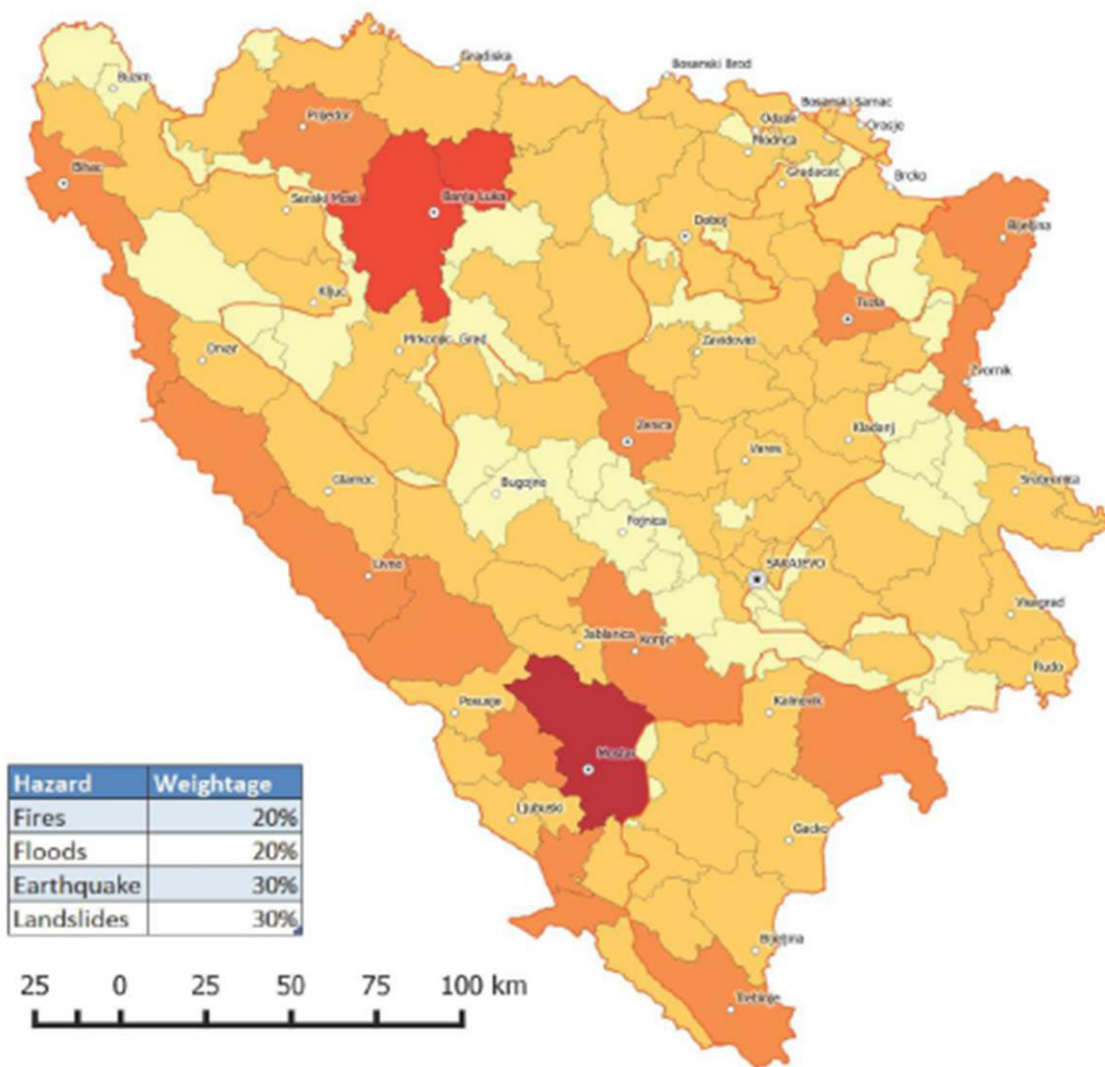 Gradiska
Bosanski Brod
Buzim
Bosanski Samac
Odzak
Orasje
Prijedor
Modrica
Bihac
Gradacac
Brcko
Sanski Most
Banja Luka
Doboj
Bijeljina
Kljuc
Tuzla
Mrkonjic Grad
Zavidovici
Drvar
Zvornik
Zenica
Kladanj
Vares
Glamoc
Bugojno
Srebrenica
Fojnica
Livno
SARAJEVO
Visegrad
Jablanica
Konjic
Rudo
Posusje
Kalinovik
Mostar
Ljubuski
Gacko
Trebinje
Hazard Weightage
Fires 20%
Floods 20%
Earthquake 30%
Landslides 30%
25 0 25 50 75 100 km